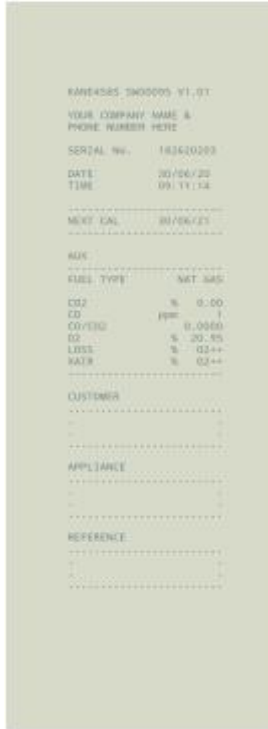 KANE458S SW00095 V1.01
YOUR COMPANY NAME &
PHONE NUMBER HERE
SERIAL No. 182620203
DATE 30/06/20
TIME 09:11:14
--------------------
NEXT CAL 30/06/21
--------------------
AUX
--------------------
FUEL TYPE NAT GAS
CO2 % 0.00
CO ppm 1
CO/CO2 0.0000
O2 % 20.95
LOSS % O2++
XAIR % O2++
--------------------
CUSTOMER
--------------------
. .
. .
--------------------
APPLIANCE
--------------------
. .
. .
--------------------
REFERENCE
--------------------
. .
. .
--------------------